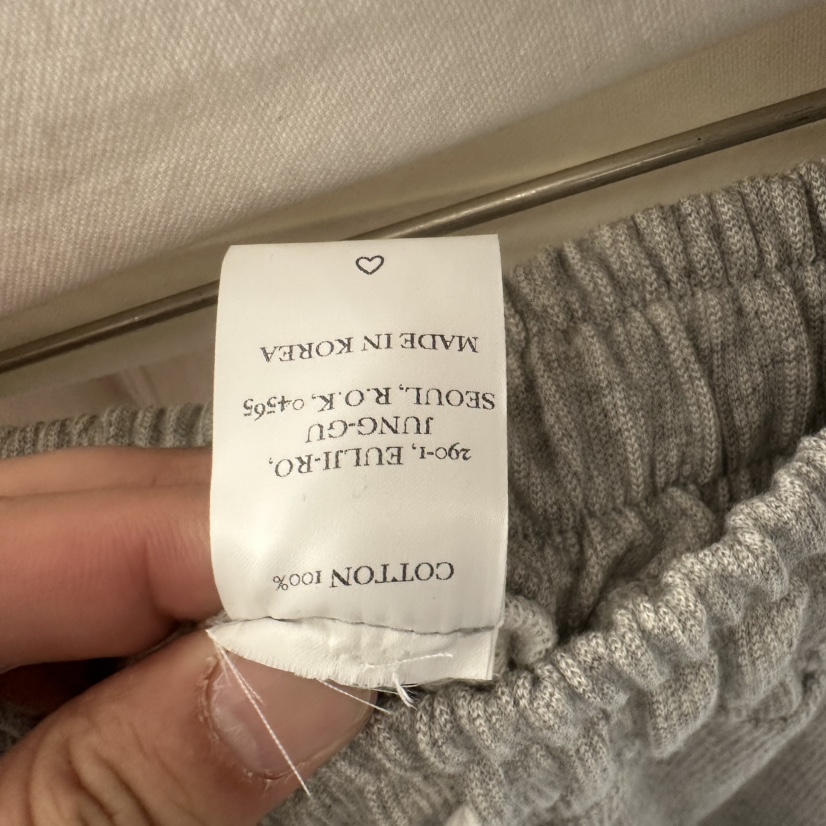 COTTON 100%
290-1, EULJI-RO,
JUNG-GU
SEOUL, R.O.K, 04565
MADE IN KOREA